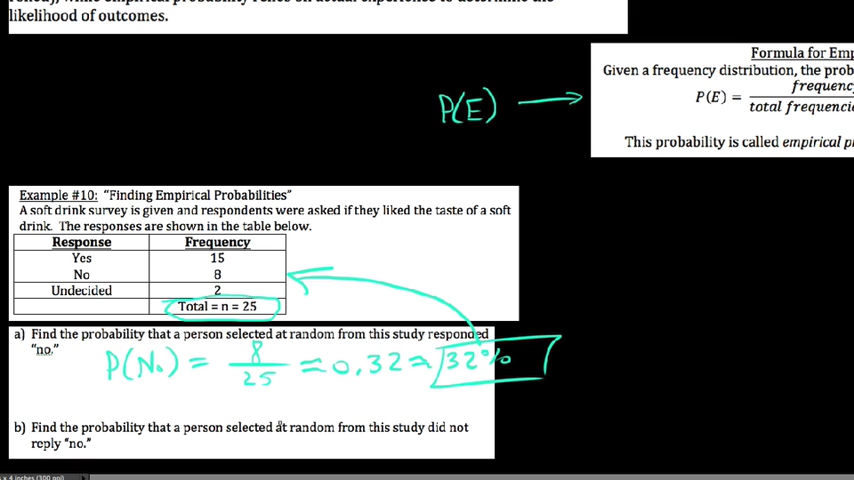 likelihood of outcomes.
Formula for Emp
Given a frequency distribution, the prob
P(E) = frequency
total frequencie
This probability is called empirical p
P(E)
Example #10: "Finding Empirical Probabilities"
A soft drink survey is given and respondents were asked if they liked the taste of a soft
drink. The responses are shown in the table below.
Response Frequency
Yes 15
No 8
Undecided 2
Total = n = 25
a) Find the probability that a person selected at random from this study responded
"no."
P(No) = 8/25 ≈ 0.32 ≈ 32%
b) Find the probability that a person selected at random from this study did not
reply "no."